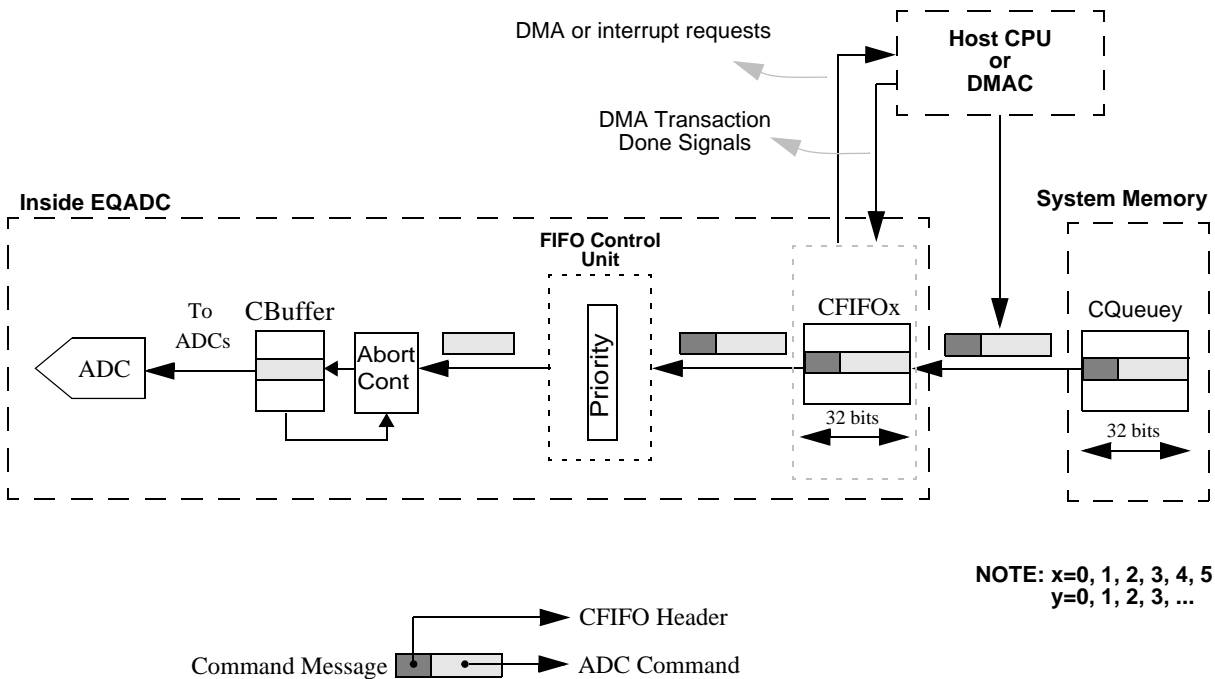 DMA or interrupt requests
Host CPU
or
DMAC
DMA Transaction
Done Signals
Inside EQADC
System Memory
FIFO Control
Unit
To
ADCs
CBuffer
CFIFOx
CQueuey
ADC
Abort
Cont
Priority
32 bits
32 bits
NOTE: x=0, 1, 2, 3, 4, 5
y=0, 1, 2, 3, ...
CFIFO Header
Command Message
ADC Command